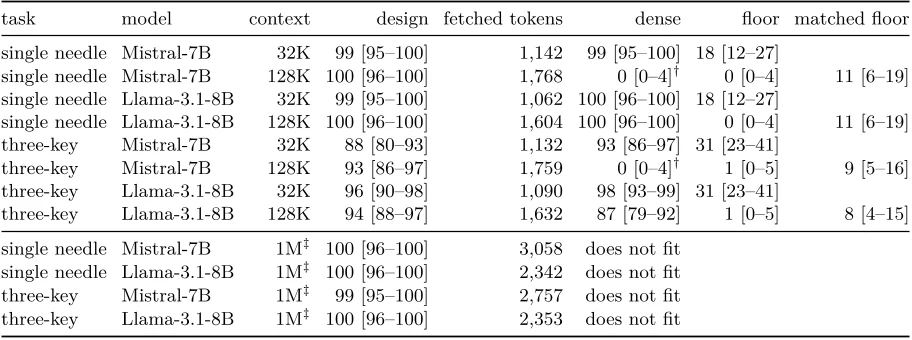 task model context design fetched tokens dense floor matched floor
single needle Mistral-7B 32K 99 [95–100] 1,142 99 [95–100] 18 [12–27]
single needle Mistral-7B 128K 100 [96–100] 1,768 0 [0–4]† 0 [0–4] 11 [6–19]
single needle Llama-3.1-8B 32K 99 [95–100] 1,062 100 [96–100] 18 [12–27]
single needle Llama-3.1-8B 128K 100 [96–100] 1,604 100 [96–100] 0 [0–4] 11 [6–19]
three-key Mistral-7B 32K 88 [80–93] 1,132 93 [86–97] 31 [23–41]
three-key Mistral-7B 128K 93 [86–97] 1,759 0 [0–4]† 1 [0–5] 9 [5–16]
three-key Llama-3.1-8B 32K 96 [90–98] 1,090 98 [93–99] 31 [23–41]
three-key Llama-3.1-8B 128K 94 [88–97] 1,632 87 [79–92] 1 [0–5] 8 [4–15]
single needle Mistral-7B 1M‡ 100 [96–100] 3,058 does not fit
single needle Llama-3.1-8B 1M‡ 100 [96–100] 2,342 does not fit
three-key Mistral-7B 1M‡ 99 [95–100] 2,757 does not fit
three-key Llama-3.1-8B 1M‡ 100 [96–100] 2,353 does not fit